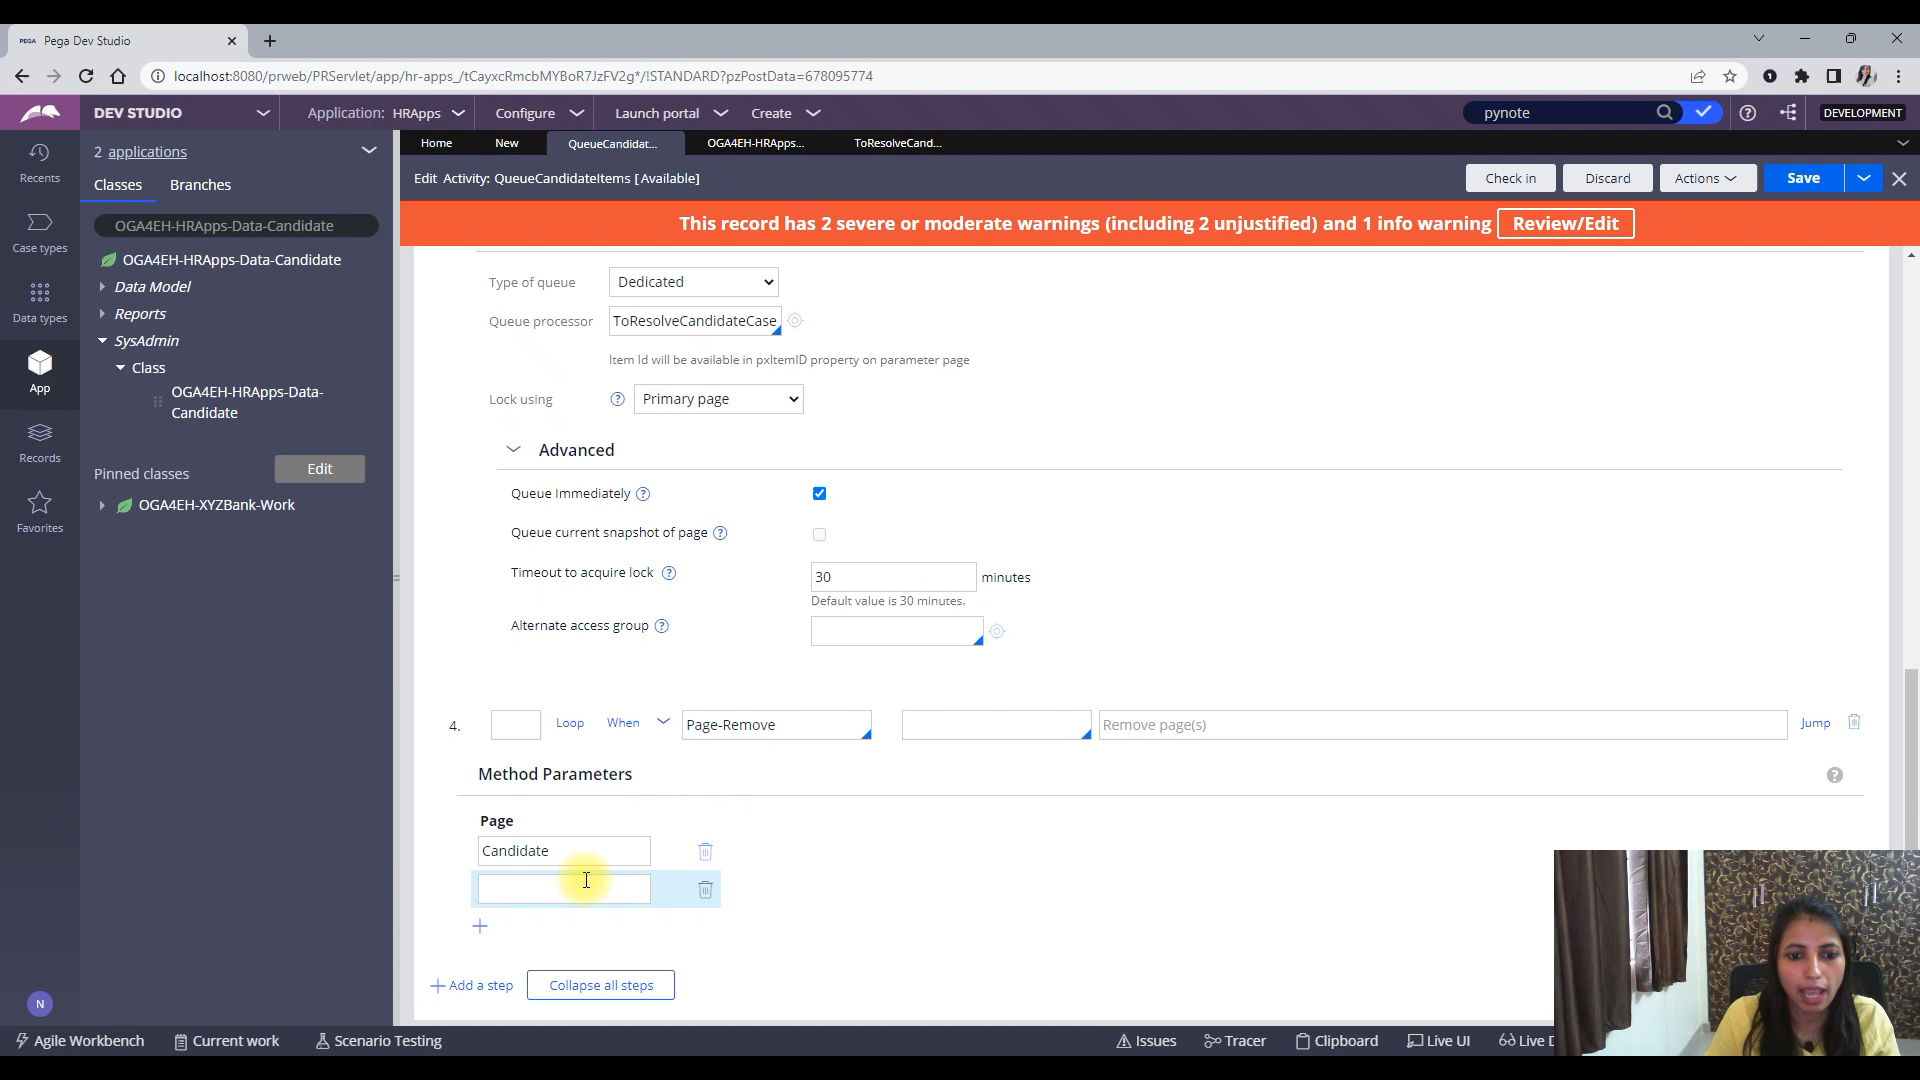 PEGA Pega Dev Studio
localhost:8080/prweb/PRServlet/app/hr-apps_/tCayxcRmcbMYBoR7JzFV2g*/!STANDARD?pzPostData=678095774
DEV STUDIO Application: HRApps Configure Launch portal Create pynote DEVELOPMENT
Home New QueueCandidat... OGA4EH-HRApps... ToResolveCand...
Edit Activity: QueueCandidateItems [Available] Check in Discard Actions Save
This record has 2 severe or moderate warnings (including 2 unjustified) and 1 info warning Review/Edit
Recents
Case types
Data types
App
Records
Favorites
N
2 applications
Classes Branches
OGA4EH-HRApps-Data-Candidate
OGA4EH-HRApps-Data-Candidate
Data Model
Reports
SysAdmin
Class
OGA4EH-HRApps-Data-
Candidate
Pinned classes Edit
OGA4EH-XYZBank-Work
Type of queue Dedicated
Queue processor ToResolveCandidateCase
Item Id will be available in pxItemID property on parameter page
Lock using ? Primary page
Advanced
Queue Immediately ?
Queue current snapshot of page ?
Timeout to acquire lock ? 30 minutes
Default value is 30 minutes.
Alternate access group ?
4. Loop When Page-Remove Remove page(s) Jump
Method Parameters ?
Page
Candidate
+ Add a step Collapse all steps
Agile Workbench Current work Scenario Testing Issues Tracer Clipboard Live UI Live D